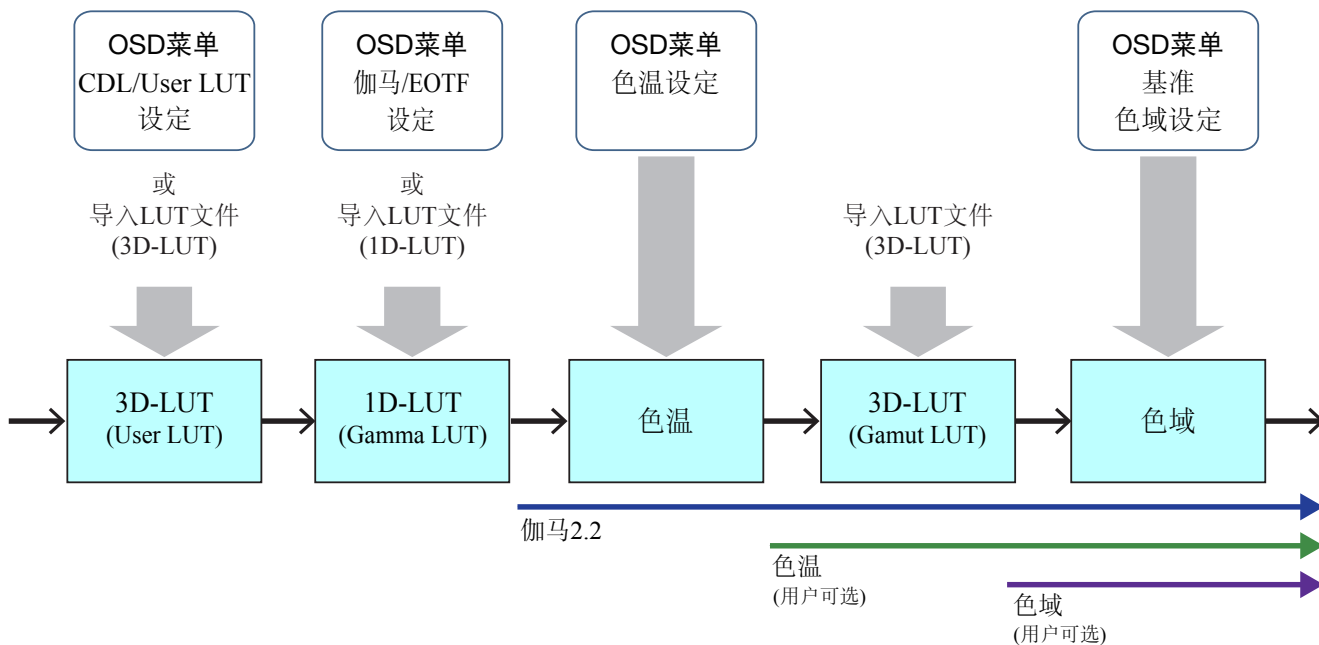 OSD菜单
CDL/User LUT
设定
OSD菜单
伽马/EOTF
设定
OSD菜单
色温设定
OSD菜单
基准
色域设定
或
导入LUT文件
(3D-LUT)
或
导入LUT文件
(1D-LUT)
导入LUT文件
(3D-LUT)
3D-LUT
(User LUT)
1D-LUT
(Gamma LUT)
色温
3D-LUT
(Gamut LUT)
色域
伽马2.2
色温
(用户可选)
色域
(用户可选)